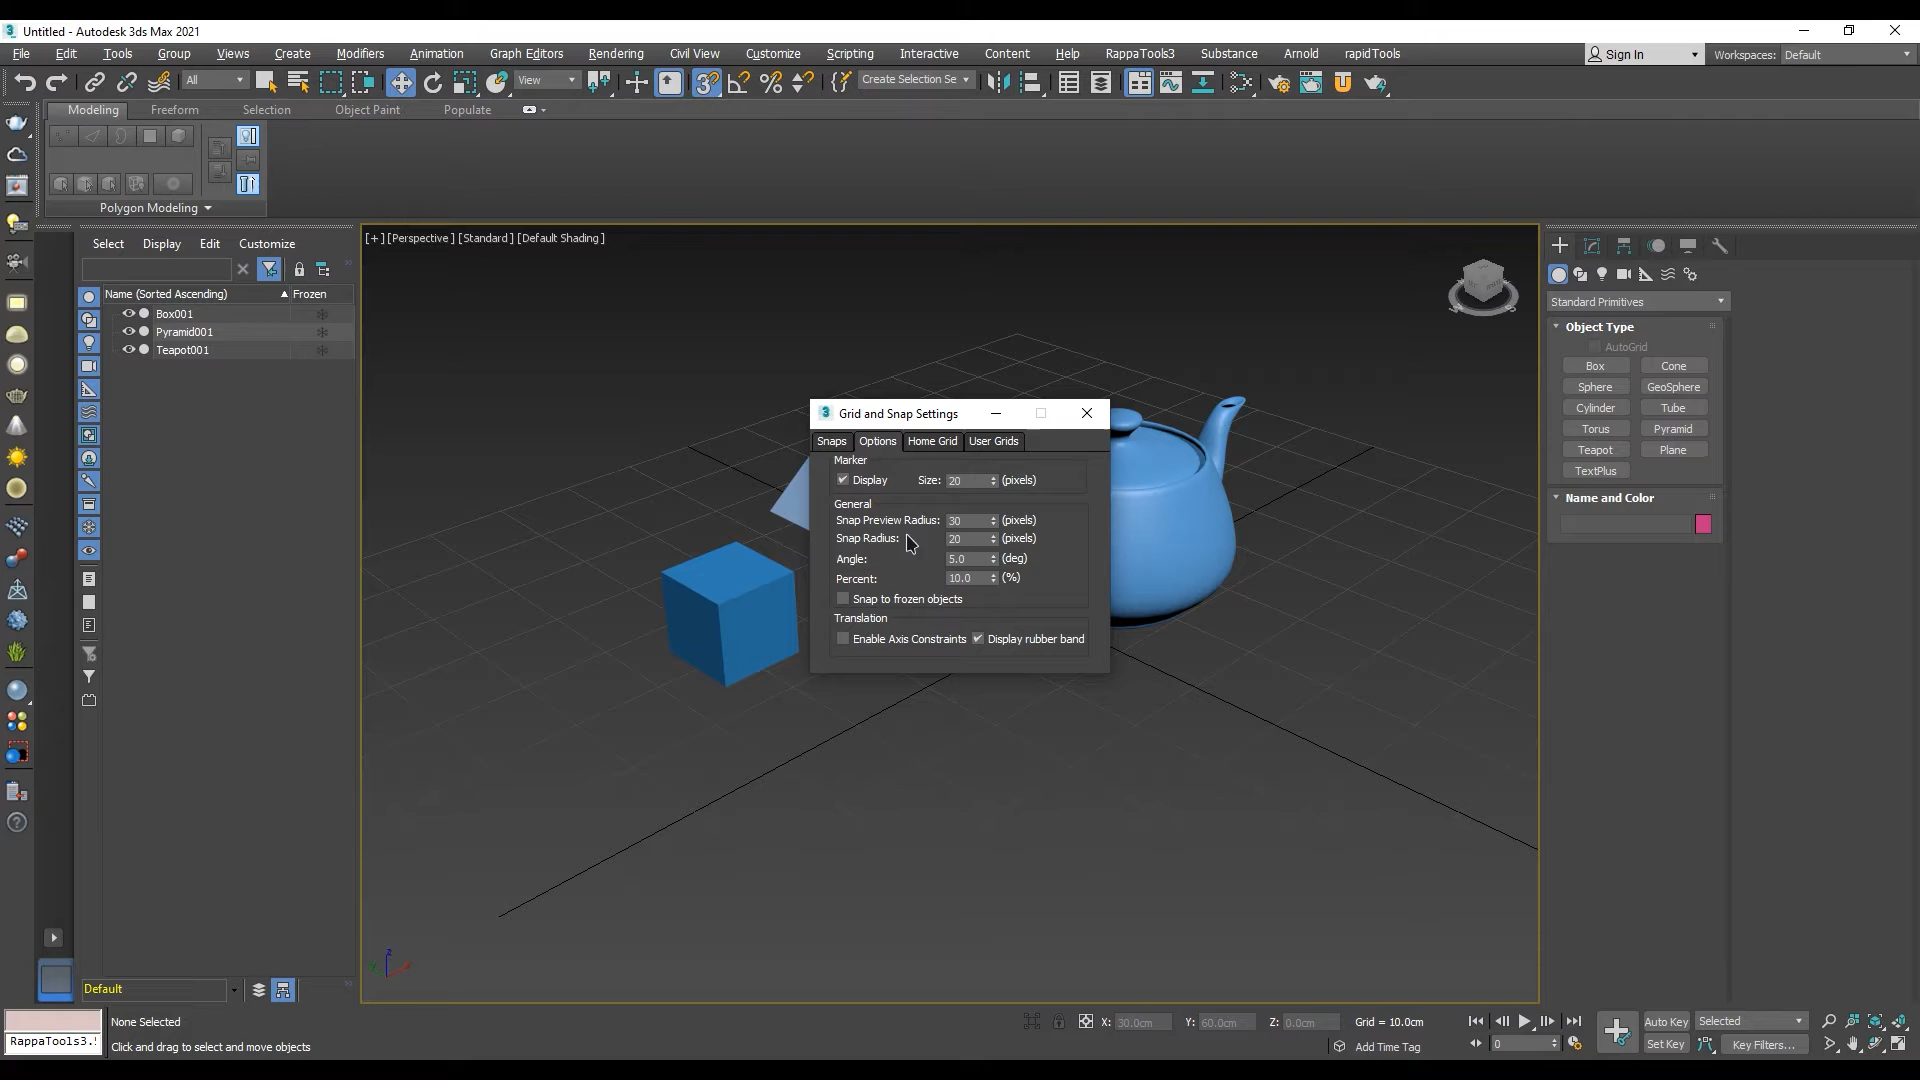 Untitled - Autodesk 3ds Max 2021
File Edit Tools Group Views Create Modifiers Animation Graph Editors Rendering Civil View Customize Scripting Interactive Content Help RappaTools3 Substance Arnold rapidTools Sign In Workspaces: Default
All View Create Selection Se
Modeling Freeform Selection Object Paint Populate
Polygon Modeling
Select Display Edit Customize
Name (Sorted Ascending) Frozen
Box001
Pyramid001
Teapot001
Default
[+] [Perspective] [Standard] [Default Shading]
Grid and Snap Settings
Snaps Options Home Grid User Grids
Marker
Display Size: 20 (pixels)
General
Snap Preview Radius: 30 (pixels)
Snap Radius: 20 (pixels)
Angle: 5.0 (deg)
Percent: 10.0 (%)
Snap to frozen objects
Translation
Enable Axis Constraints Display rubber band
z
Standard Primitives
Object Type
AutoGrid
Box Cone
Sphere GeoSphere
Cylinder Tube
Torus Pyramid
Teapot Plane
TextPlus
Name and Color
None Selected
X: 30.0cm Y: 60.0cm Z: 0.0cm Grid = 10.0cm
Auto Key Selected
RappaTools3.
Click and drag to select and move objects
Add Time Tag
0
Set Key Key Filters...